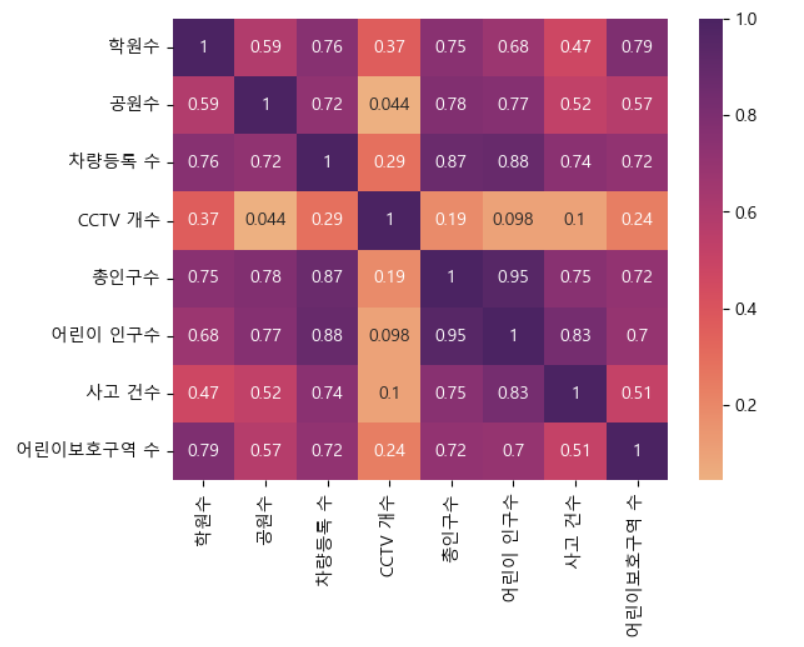 학원수 1 0.59 0.76 0.37 0.75 0.68 0.47 0.79
공원수 0.59 1 0.72 0.044 0.78 0.77 0.52 0.57
차량등록 수 0.76 0.72 1 0.29 0.87 0.88 0.74 0.72
CCTV 개수 0.37 0.044 0.29 1 0.19 0.098 0.1 0.24
총인구수 0.75 0.78 0.87 0.19 1 0.95 0.75 0.72
어린이 인구수 0.68 0.77 0.88 0.098 0.95 1 0.83 0.7
사고 건수 0.47 0.52 0.74 0.1 0.75 0.83 1 0.51
어린이보호구역 수 0.79 0.57 0.72 0.24 0.72 0.7 0.51 1
학원수
공원수
차량등록 수
CCTV 개수
총인구수
어린이 인구수
사고 건수
어린이보호구역 수
1.0
0.8
0.6
0.4
0.2